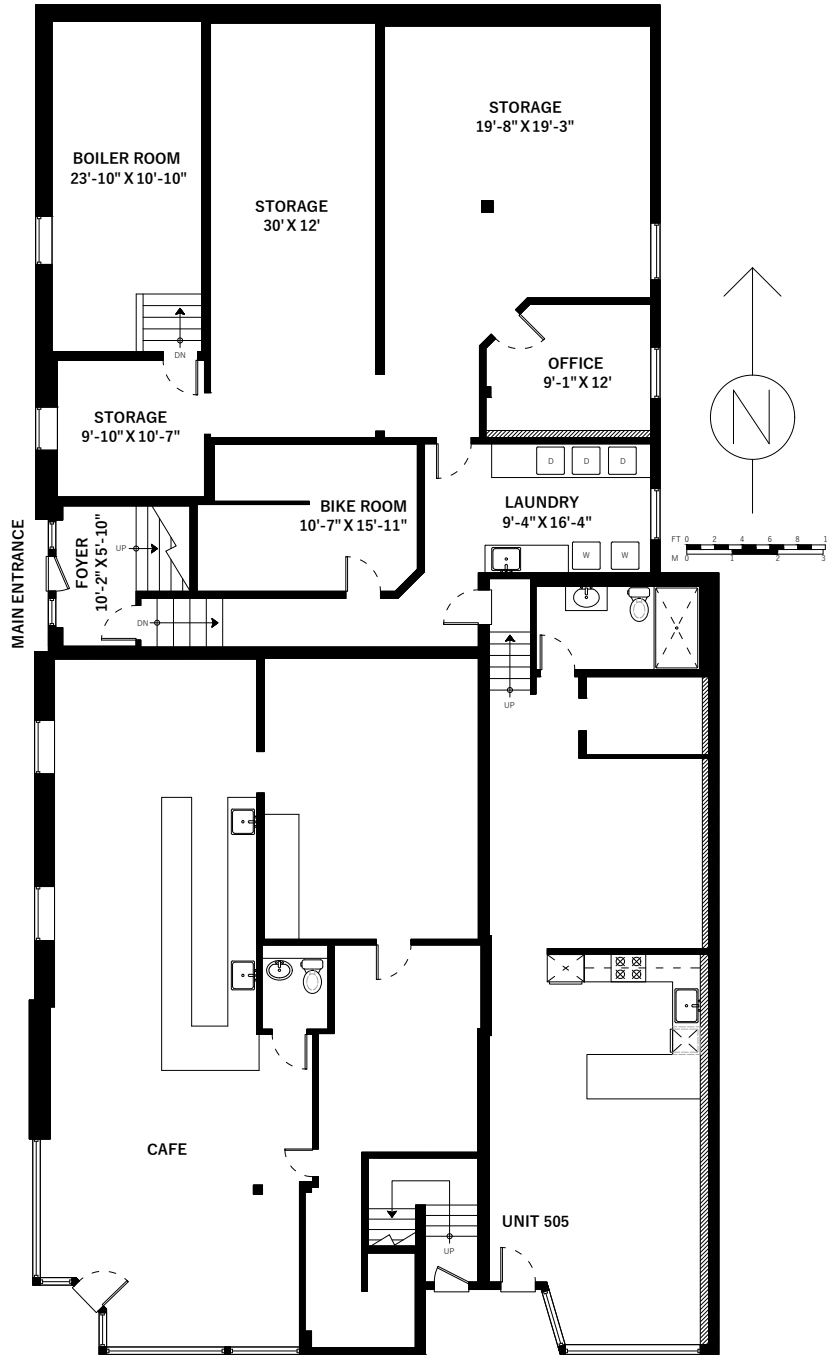 STORAGE
19'-8" X 19'-3"
BOILER ROOM
23'-10" X 10'-10"
STORAGE
30' X 12'
DN
OFFICE
9'-1" X 12'
N
STORAGE
9'-10" X 10'-7"
D
D
D
BIKE ROOM
10'-7" X 15'-11"
LAUNDRY
9'-4" X 16'-4"
MAIN ENTRANCE
FOYER
10'-2" X 5'-10"
UP
W
W
FT 0 2 4 6 8 1
M 0 1 2 3
DN
UP
X
CAFE
UNIT 505
UP